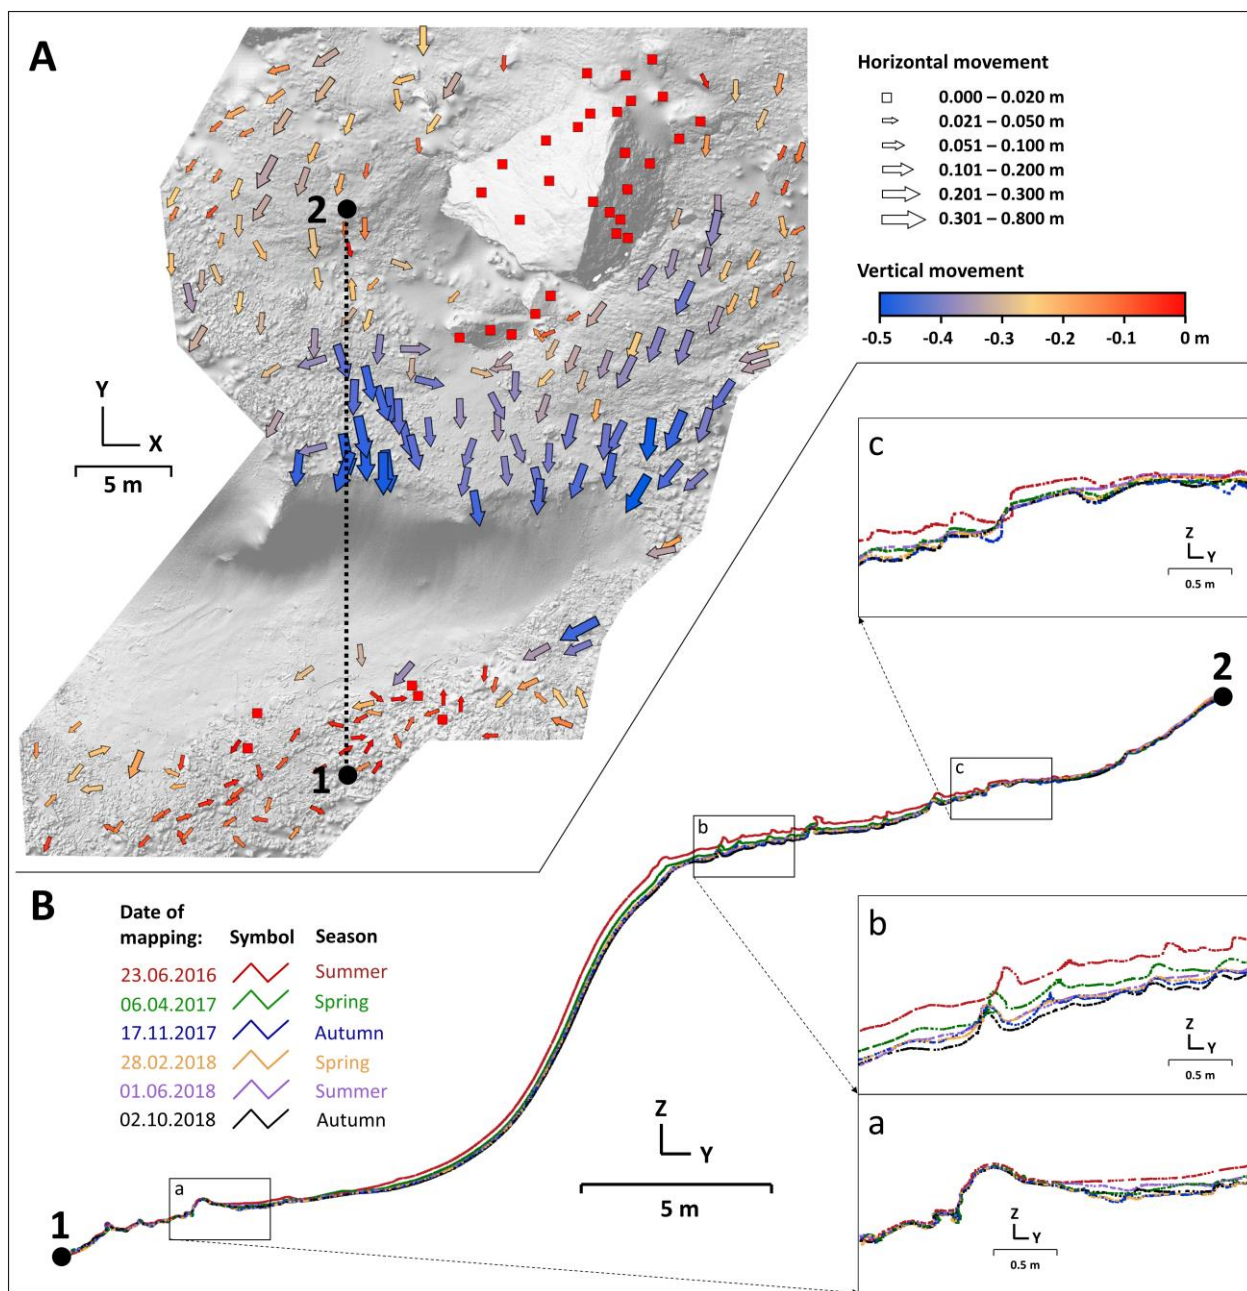 A
Horizontal movement
0.000 – 0.020 m
0.021 – 0.050 m
0.051 – 0.100 m
0.101 – 0.200 m
0.201 – 0.300 m
0.301 – 0.800 m
Vertical movement
-0.5 -0.4 -0.3 -0.2 -0.1 0 m
2
Y
X
5 m
1
c
Z
Y
0.5 m
2
c
b
B
Date of mapping: Symbol Season
23.06.2016 Summer
06.04.2017 Spring
17.11.2017 Autumn
28.02.2018 Spring
01.06.2018 Summer
02.10.2018 Autumn
Z
Y
5 m
a
1
b
Z
Y
0.5 m
a
Z
Y
0.5 m